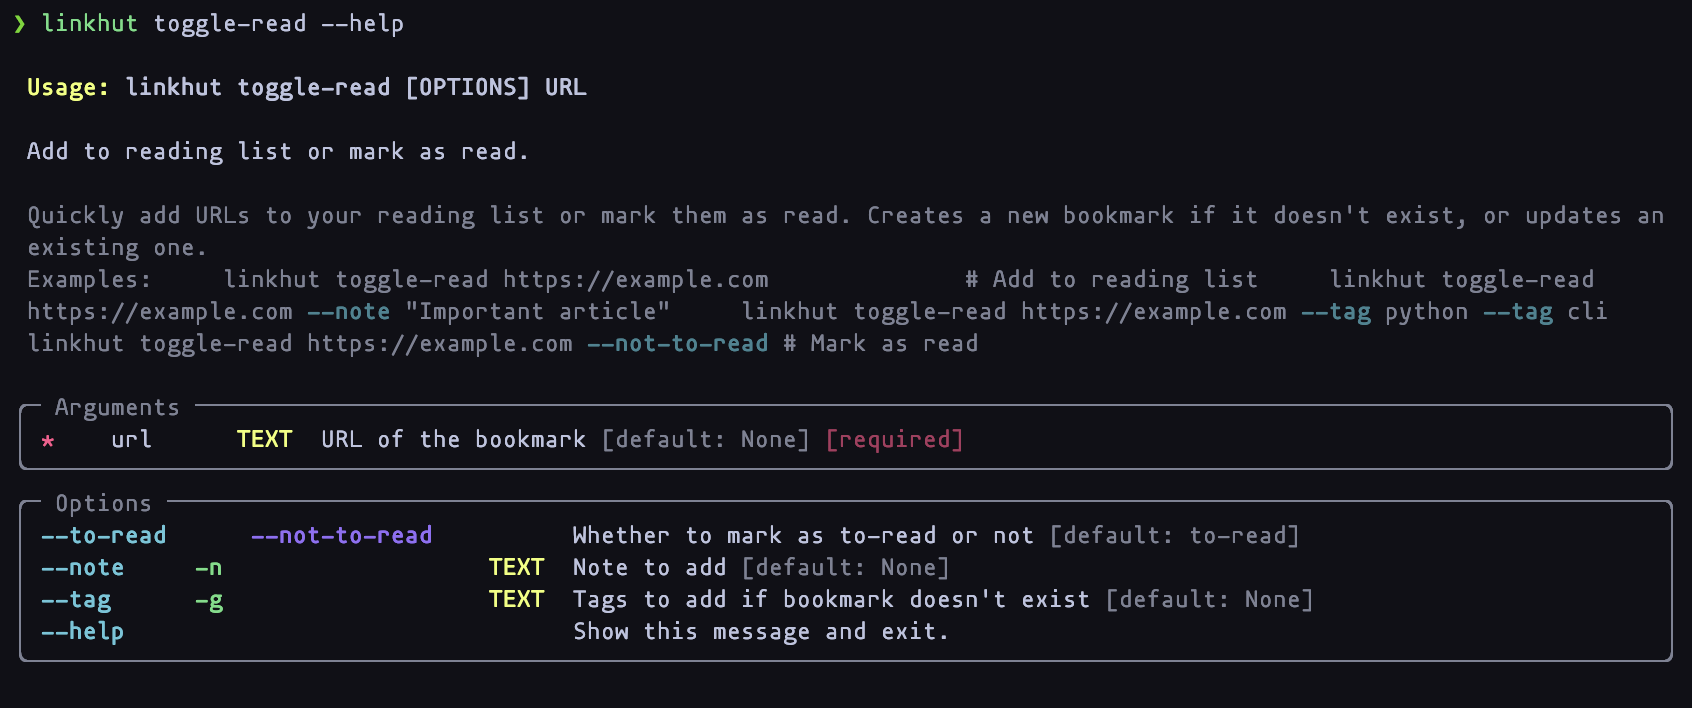 ❯ linkhut toggle-read --help
Usage: linkhut toggle-read [OPTIONS] URL
Add to reading list or mark as read.
Quickly add URLs to your reading list or mark them as read. Creates a new bookmark if it doesn't exist, or updates an
existing one.
Examples:     linkhut toggle-read https://example.com              # Add to reading list     linkhut toggle-read
https://example.com --note "Important article"     linkhut toggle-read https://example.com --tag python --tag cli
linkhut toggle-read https://example.com --not-to-read # Mark as read
Arguments
*    url      TEXT  URL of the bookmark [default: None] [required]
Options
--to-read      --not-to-read          Whether to mark as to-read or not [default: to-read]
--note     -n                   TEXT  Note to add [default: None]
--tag      -g                   TEXT  Tags to add if bookmark doesn't exist [default: None]
--help                                Show this message and exit.